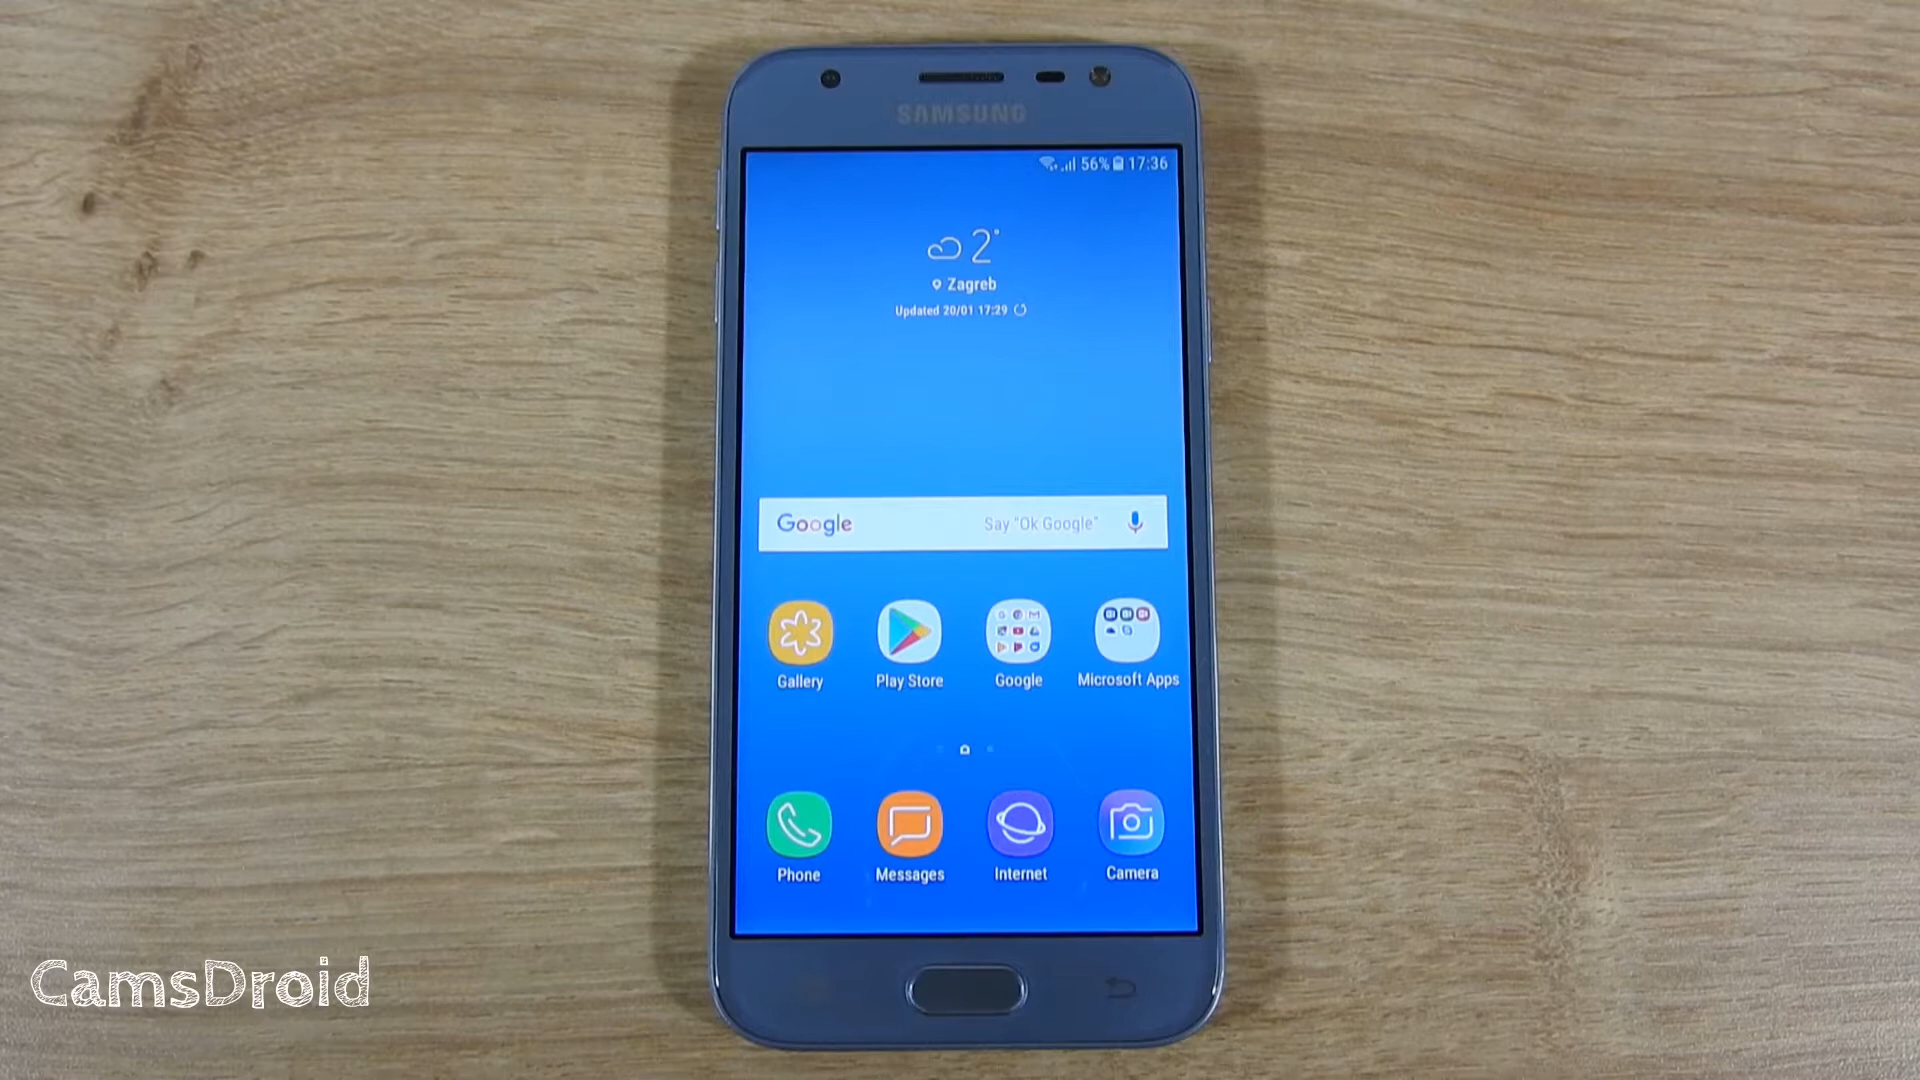 SAMSUNG
56% 17:36
2°
Zagreb
Updated 20/01 17:29
Google Say "Ok Google"
Gallery Play Store Google Microsoft Apps
Phone Messages Internet Camera
CamsDroid